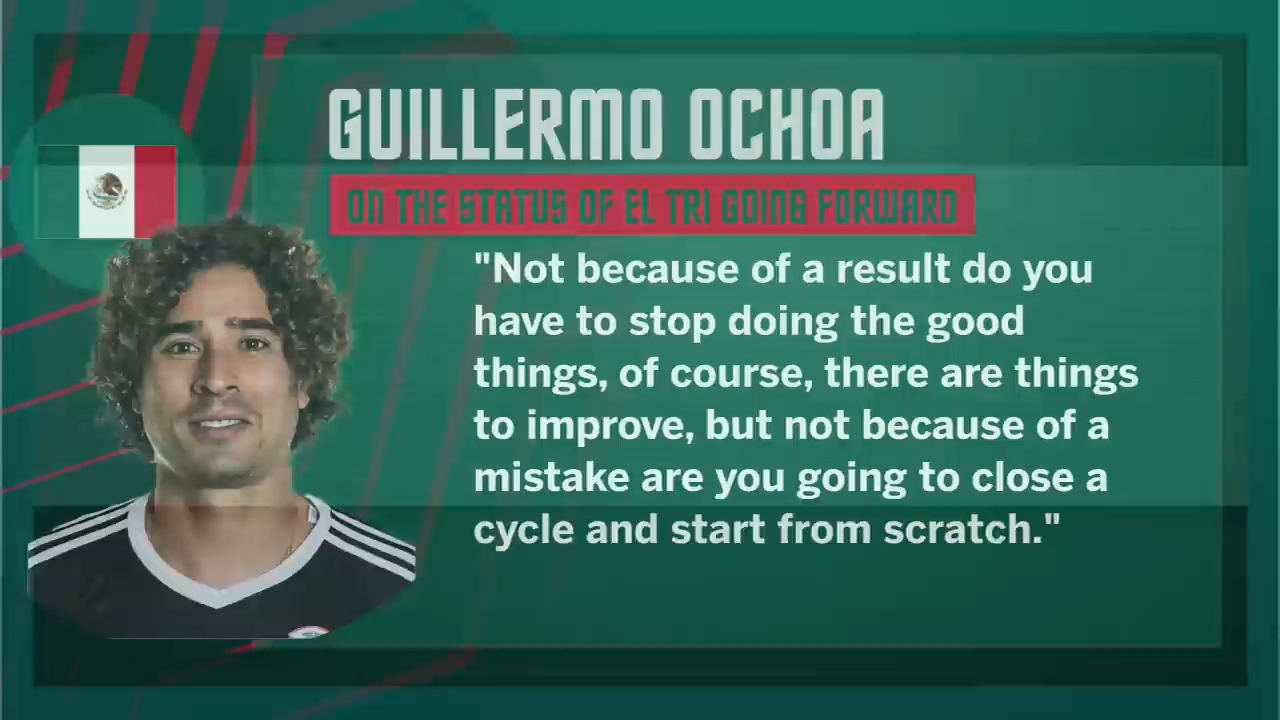 GUILLERMO OCHOA
ON THE STATUS OF EL TRI GOING FORWARD
"Not because of a result do you
have to stop doing the good
things, of course, there are things
to improve, but not because of a
mistake are you going to close a
cycle and start from scratch."